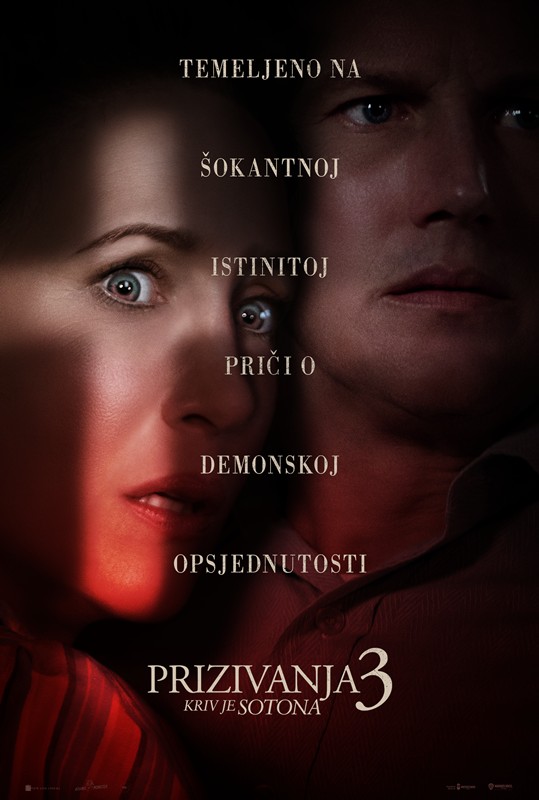 TEMELJENO NA
ŠOKANTNOJ
ISTINITOJ
PRIČI O
DEMONSKOJ
OPSJEDNUTOSTI
PRIZIVANJA 3
KRIV JE SOTONA